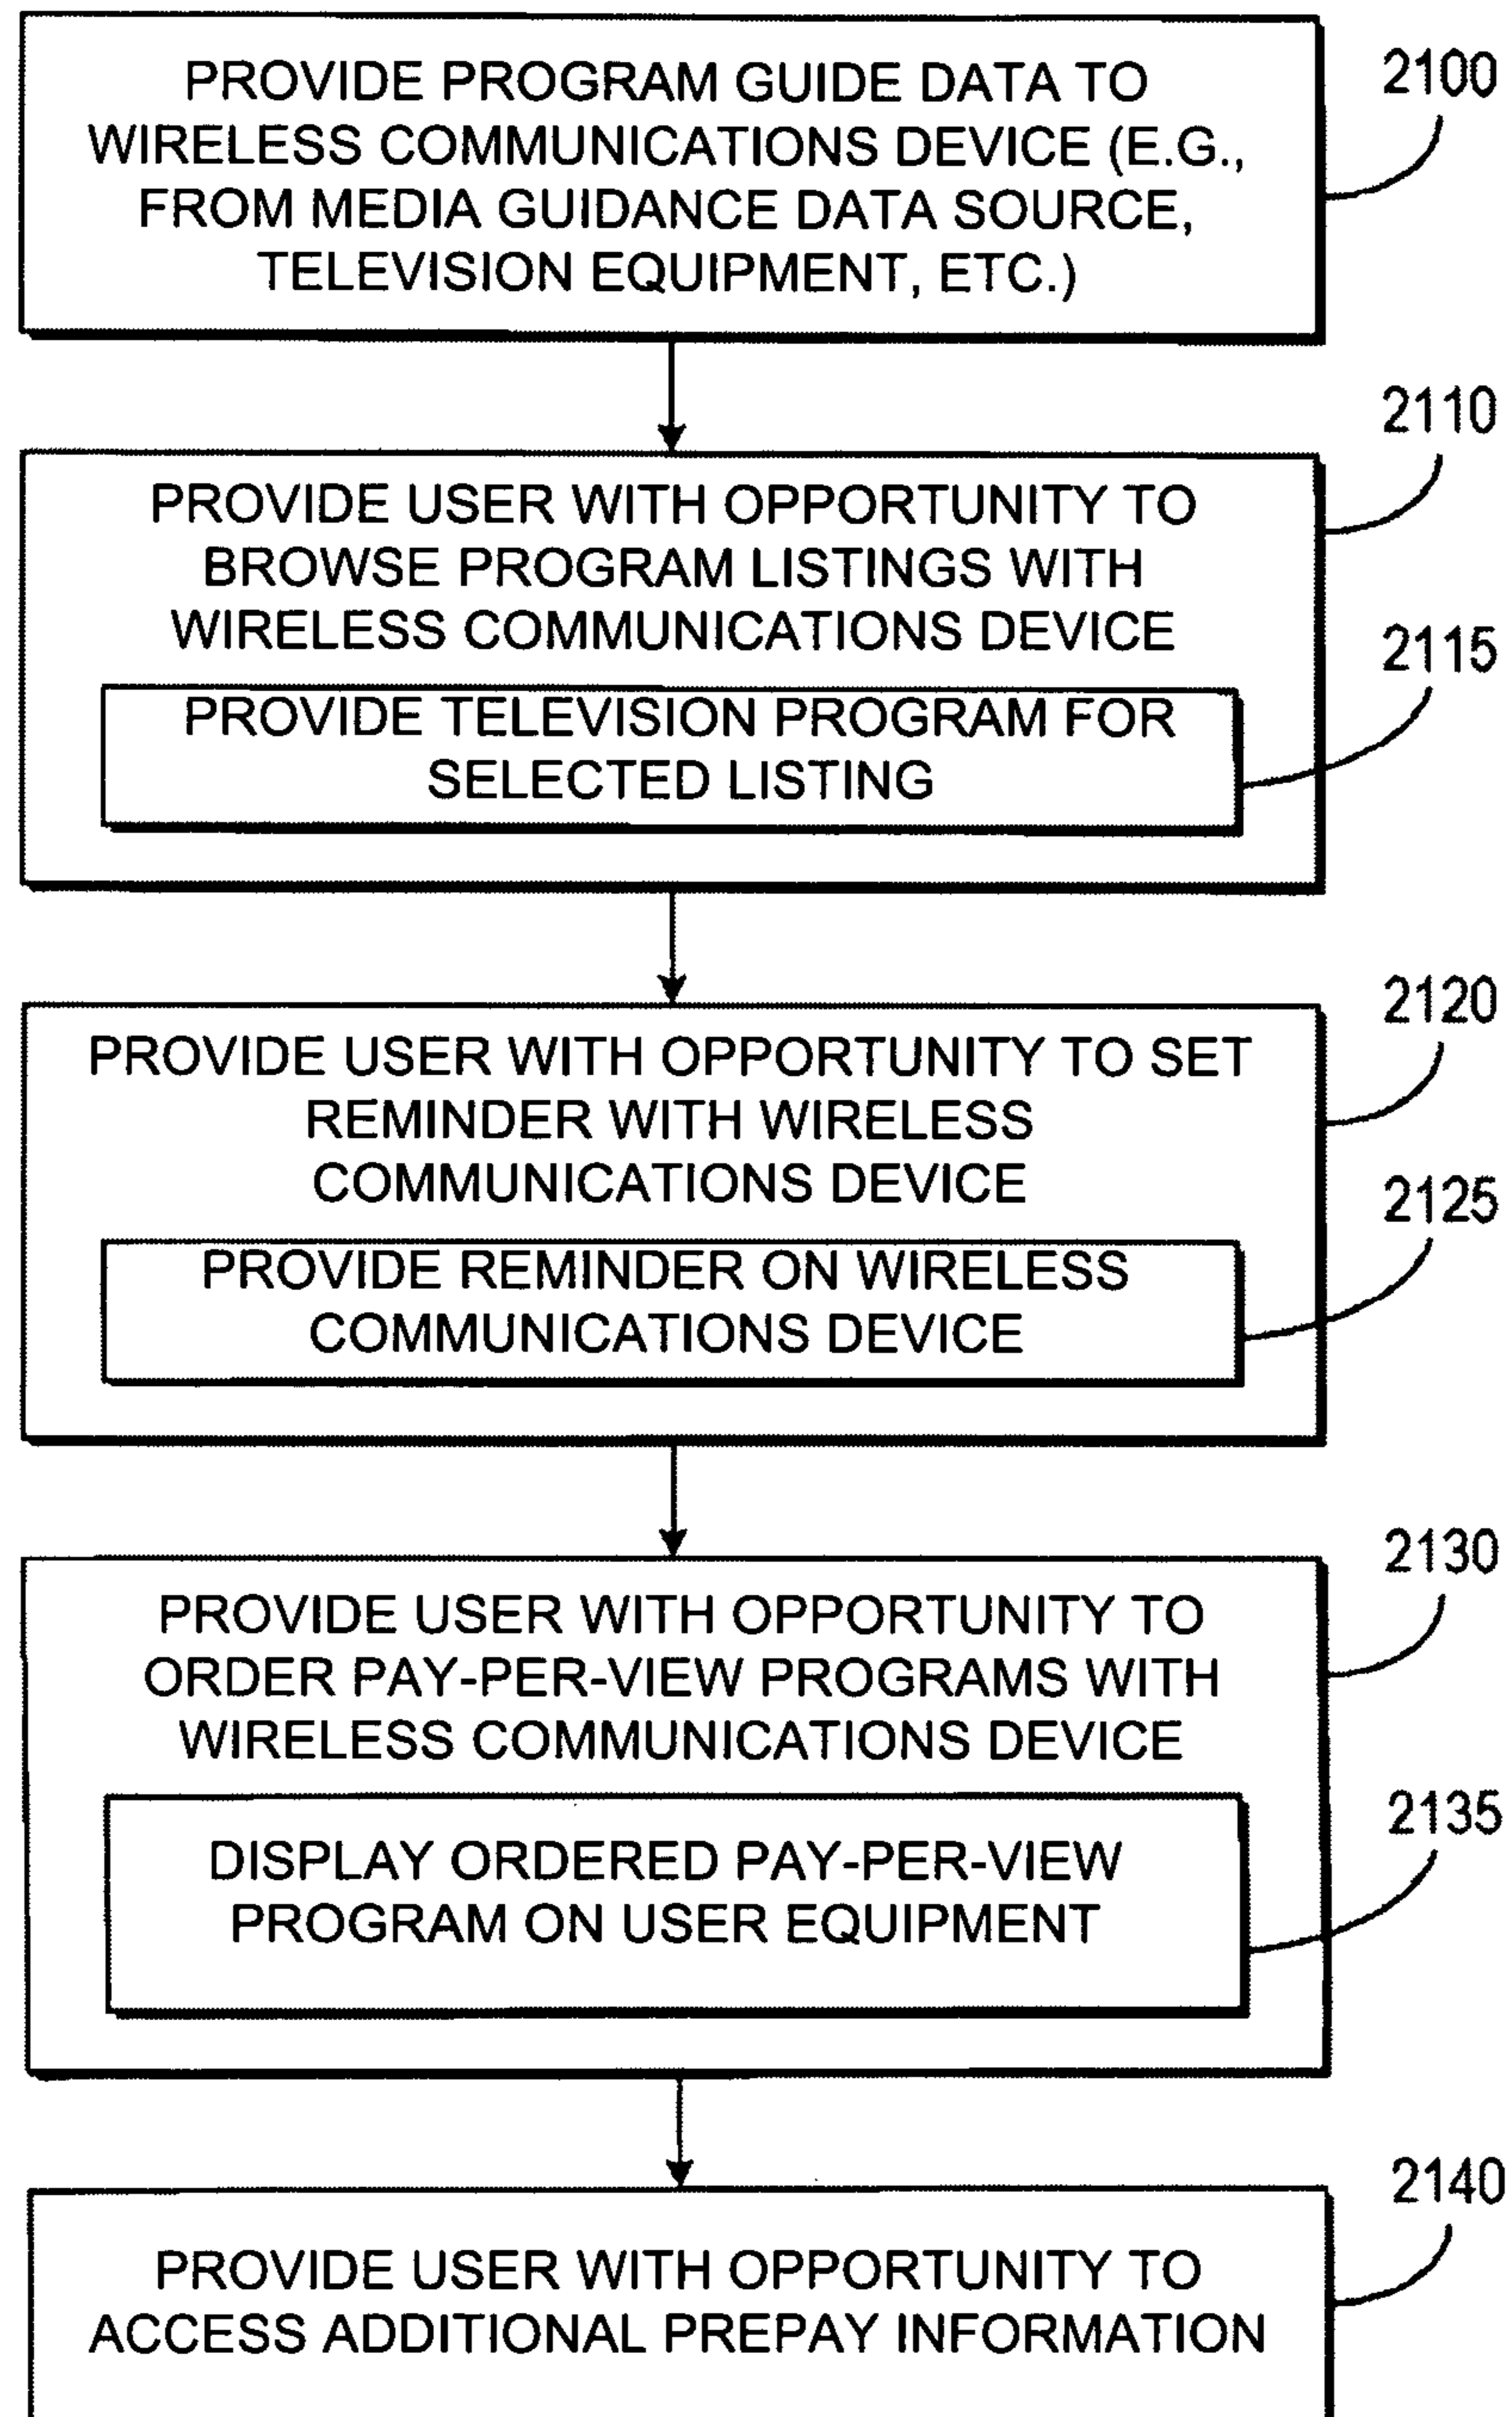 PROVIDE PROGRAM GUIDE DATA TO
WIRELESS COMMUNICATIONS DEVICE (E.G.,
FROM MEDIA GUIDANCE DATA SOURCE,
TELEVISION EQUIPMENT, ETC.)
2100
PROVIDE USER WITH OPPORTUNITY TO
BROWSE PROGRAM LISTINGS WITH
WIRELESS COMMUNICATIONS DEVICE
2110
PROVIDE TELEVISION PROGRAM FOR
SELECTED LISTING
2115
PROVIDE USER WITH OPPORTUNITY TO SET
REMINDER WITH WIRELESS
COMMUNICATIONS DEVICE
2120
PROVIDE REMINDER ON WIRELESS
COMMUNICATIONS DEVICE
2125
PROVIDE USER WITH OPPORTUNITY TO
ORDER PAY-PER-VIEW PROGRAMS WITH
WIRELESS COMMUNICATIONS DEVICE
2130
DISPLAY ORDERED PAY-PER-VIEW
PROGRAM ON USER EQUIPMENT
2135
PROVIDE USER WITH OPPORTUNITY TO
ACCESS ADDITIONAL PREPAY INFORMATION
2140